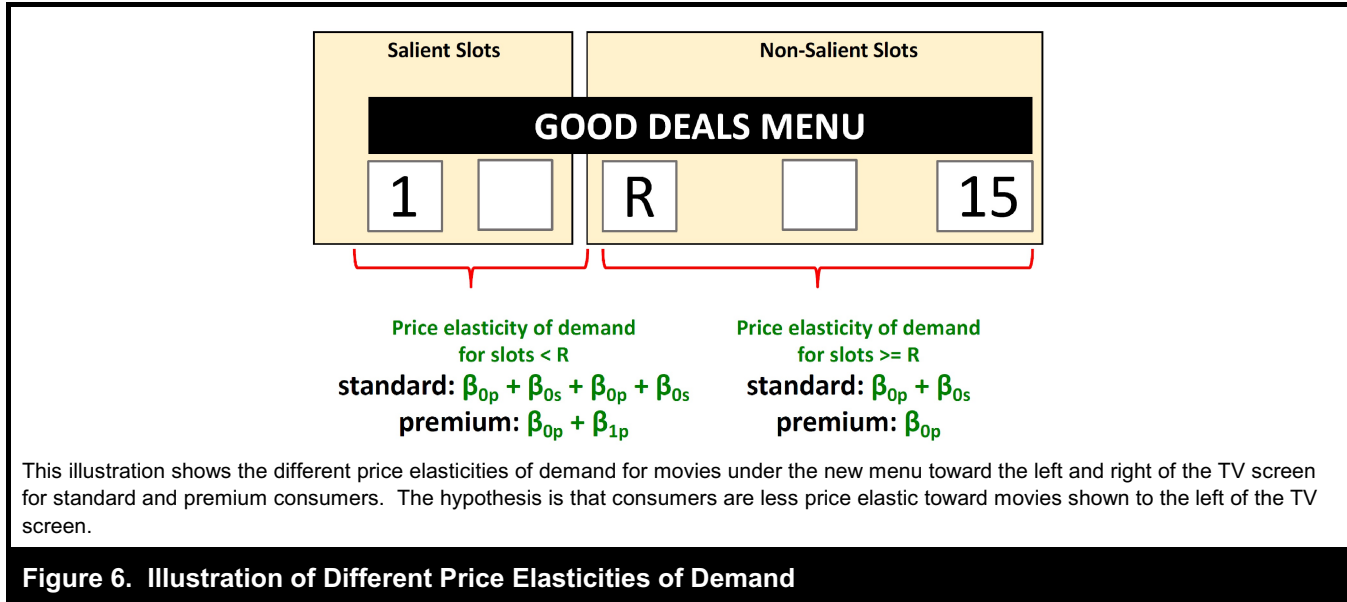 Salient Slots
Non-Salient Slots
GOOD DEALS MENU
1
R
15
Price elasticity of demand
for slots < R
standard: β₀ₚ + β₀ₛ + β₀ₚ + β₀ₛ
premium: β₀ₚ + β₁ₚ
Price elasticity of demand
for slots >= R
standard: β₀ₚ + β₀ₛ
premium: β₀ₚ
This illustration shows the different price elasticities of demand for movies under the new menu toward the left and right of the TV screen
for standard and premium consumers. The hypothesis is that consumers are less price elastic toward movies shown to the left of the TV
screen.
Figure 6. Illustration of Different Price Elasticities of Demand